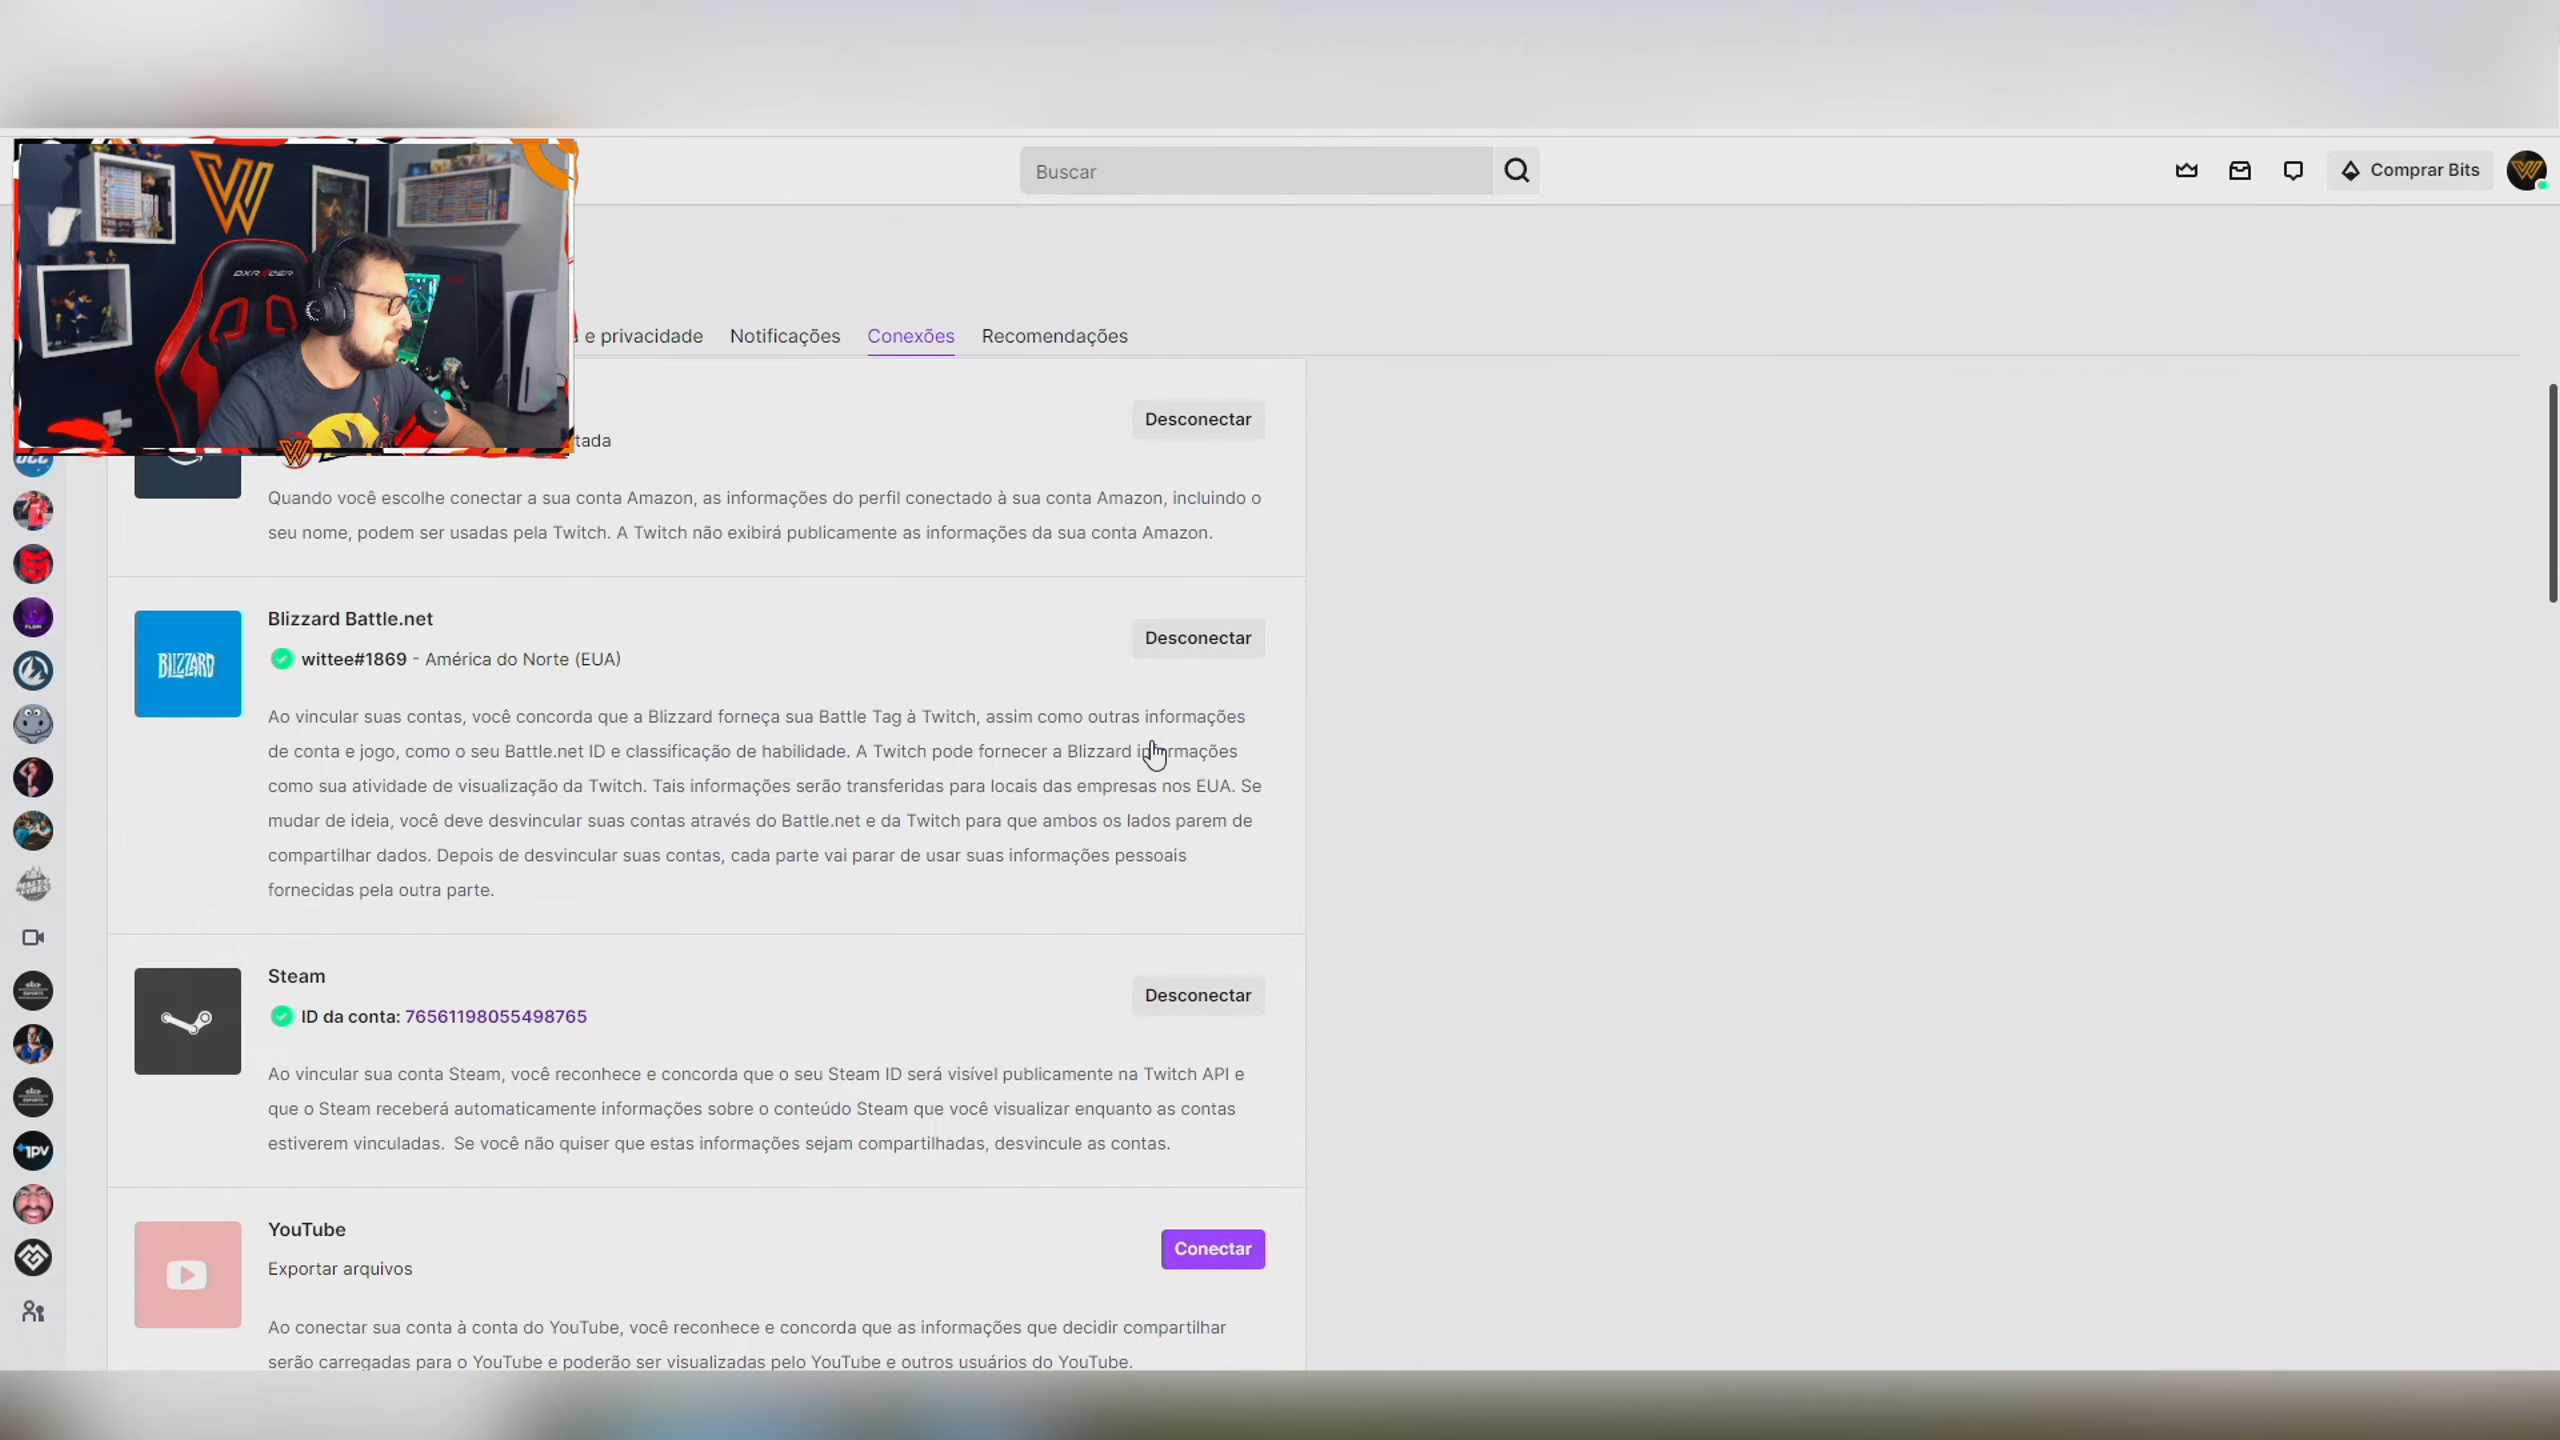 Buscar
Comprar Bits
DXRACER
e privacidade
Notificações
Conexões
Recomendações
tada
Desconectar
Quando você escolhe conectar a sua conta Amazon, as informações do perfil conectado à sua conta Amazon, incluindo o
seu nome, podem ser usadas pela Twitch. A Twitch não exibirá publicamente as informações da sua conta Amazon.
BLIZZARD
Blizzard Battle.net
Desconectar
wittee#1869 - América do Norte (EUA)
Ao vincular suas contas, você concorda que a Blizzard forneça sua Battle Tag à Twitch, assim como outras informações
de conta e jogo, como o seu Battle.net ID e classificação de habilidade. A Twitch pode fornecer a Blizzard informações
como sua atividade de visualização da Twitch. Tais informações serão transferidas para locais das empresas nos EUA. Se
mudar de ideia, você deve desvincular suas contas através do Battle.net e da Twitch para que ambos os lados parem de
compartilhar dados. Depois de desvincular suas contas, cada parte vai parar de usar suas informações pessoais
fornecidas pela outra parte.
Steam
Desconectar
ID da conta: 76561198055498765
Ao vincular sua conta Steam, você reconhece e concorda que o seu Steam ID será visível publicamente na Twitch API e
que o Steam receberá automaticamente informações sobre o conteúdo Steam que você visualizar enquanto as contas
estiverem vinculadas. Se você não quiser que estas informações sejam compartilhadas, desvincule as contas.
+1PV
YouTube
Conectar
Exportar arquivos
Ao conectar sua conta à conta do YouTube, você reconhece e concorda que as informações que decidir compartilhar
serão carregadas para o YouTube e poderão ser visualizadas pelo YouTube e outros usuários do YouTube.